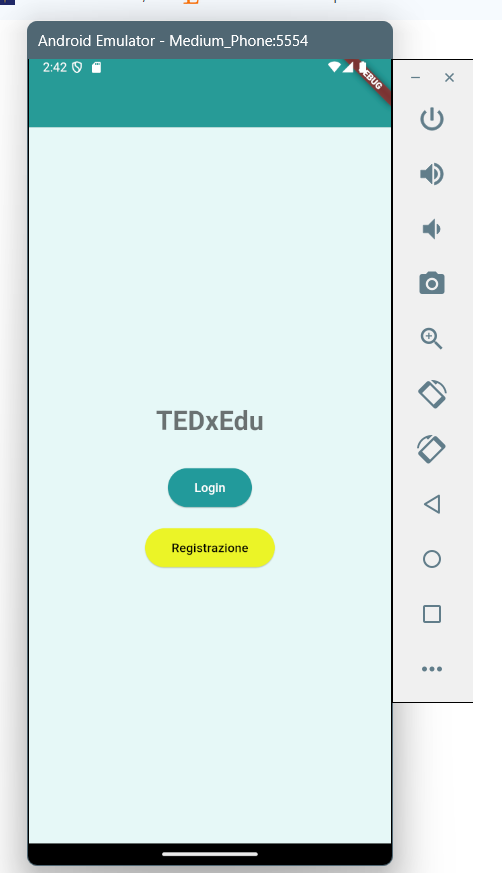 Android Emulator - Medium_Phone:5554
2:42
DEBUG
TEDxEdu
Login
Registrazione